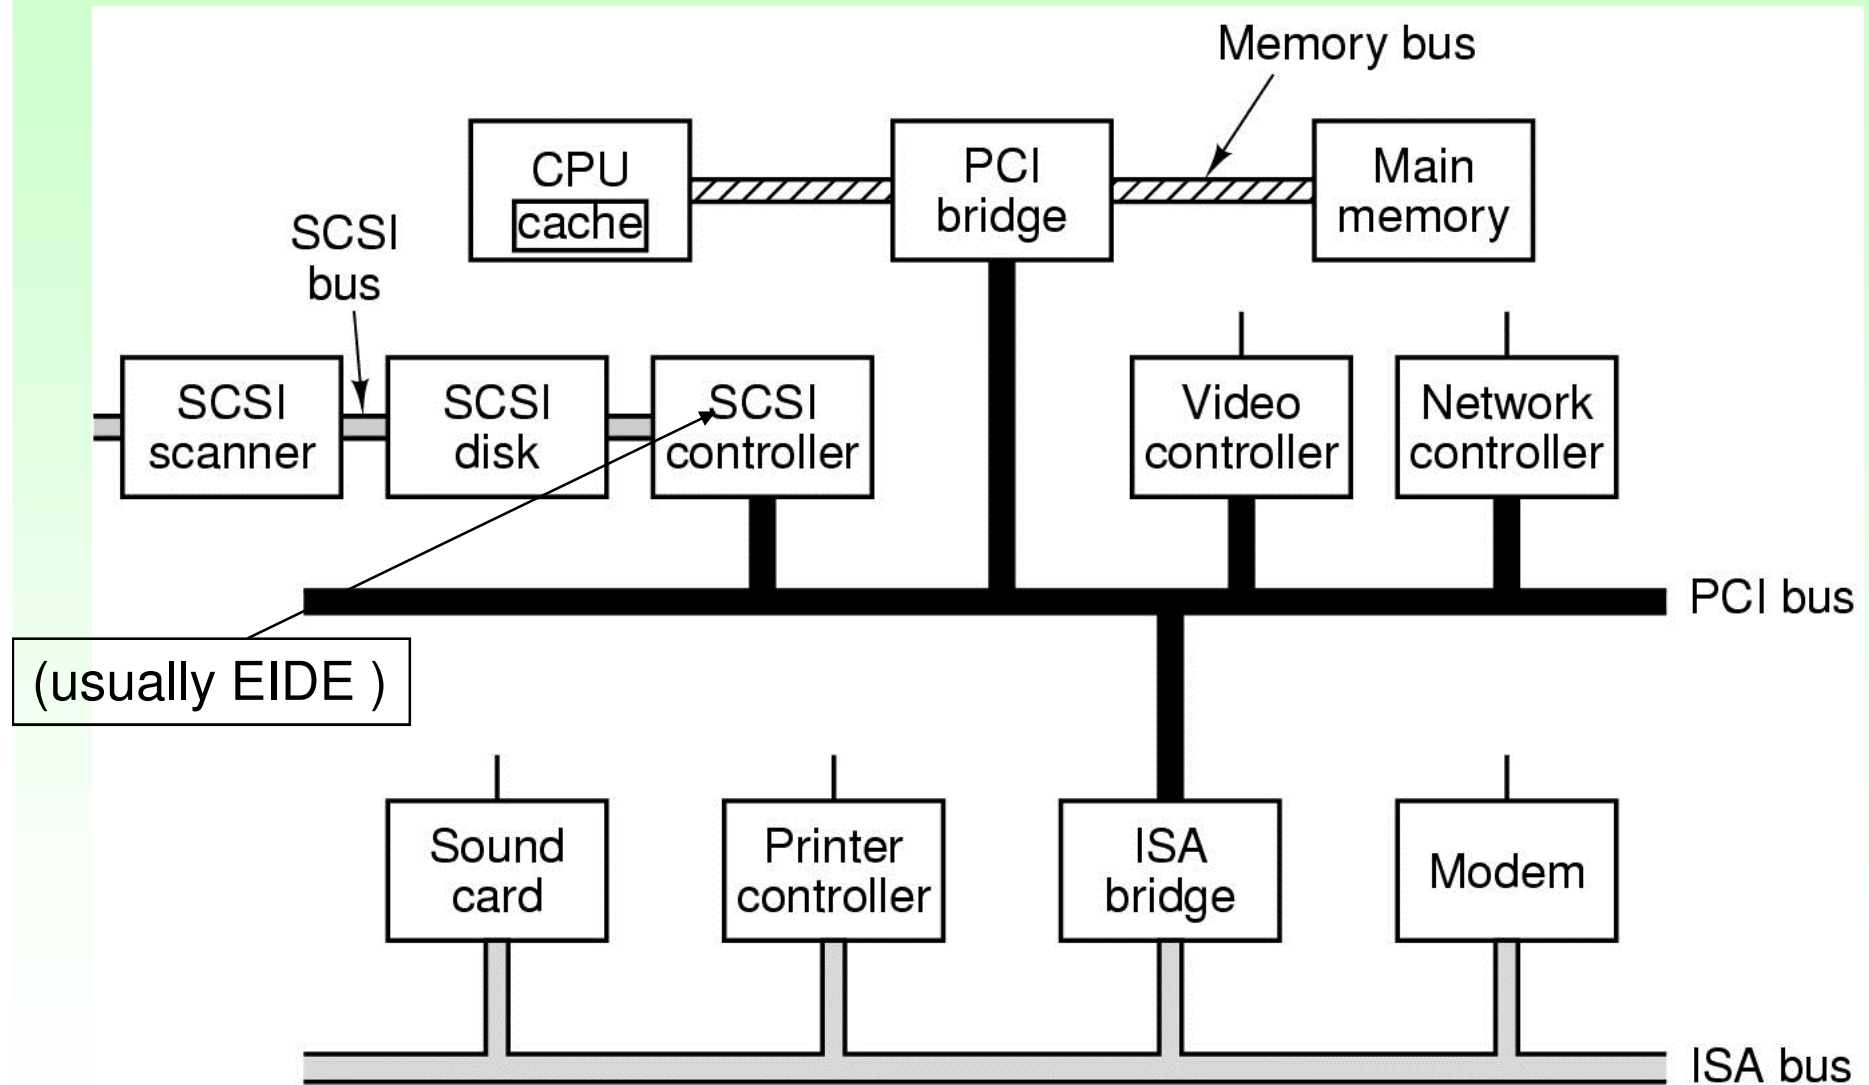 Memory bus
CPU
cache
PCI
bridge
Main
memory
SCSI
bus
SCSI
scanner
SCSI
disk
SCSI
controller
Video
controller
Network
controller
PCI bus
(usually EIDE )
Sound
card
Printer
controller
ISA
bridge
Modem
ISA bus